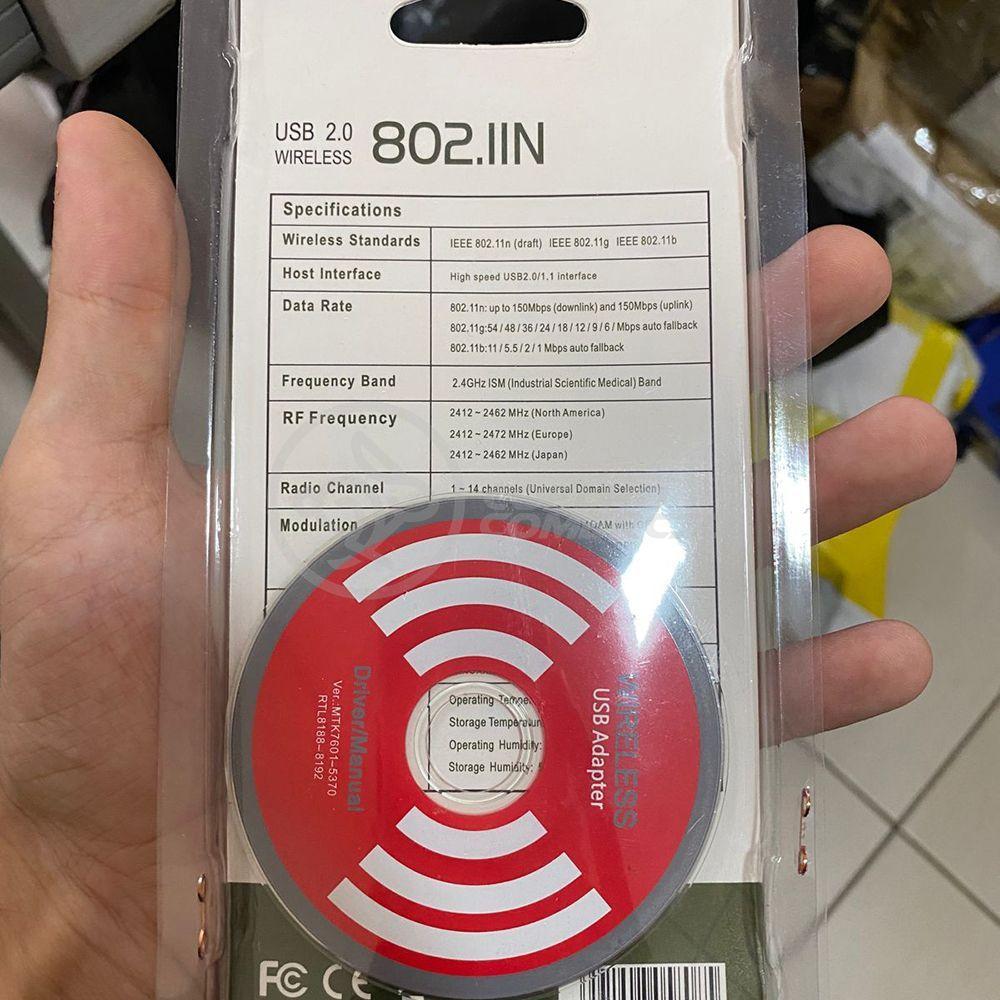 USB 2.0
WIRELESS
802.11N
Specifications
Wireless Standards
IEEE 802.11n (draft) IEEE 802.11g IEEE 802.11b
Host Interface
High speed USB2.0/1.1 interface
Data Rate
802.11n: up to 150Mbps (downlink) and 150Mbps (uplink)
802.11g:54 / 48 / 36 / 24 / 18 / 12 / 9 / 6 / Mbps auto fallback
802.11b:11 / 5.5 / 2 / 1 Mbps auto fallback
Frequency Band
2.4GHz ISM (Industrial Scientific Medical) Band
RF Frequency
2412 ~ 2462 MHz (North America)
2412 ~ 2472 MHz (Europe)
2412 ~ 2462 MHz (Japan)
Radio Channel
1 ~ 14 channels (Universal Domain Selection)
Modulation
with
Operating
Storage
Operating Humidity:
Storage Humidity:
WIRELESS
USB Adapter
Driver/Manual
Ver.:MTK7601-5370
RTL8188-8192
FC CE